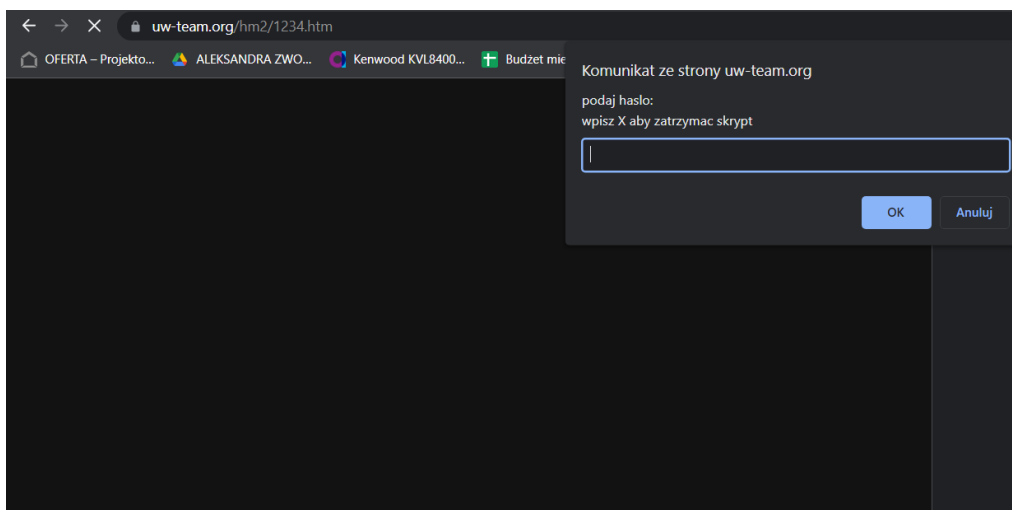 uw-team.org/hm2/1234.htm
OFERTA – Projekto... ALEKSANDRA ZWO... Kenwood KVL8400... Budżet mie
Komunikat ze strony uw-team.org
podaj haslo:
wpisz X aby zatrzymac skrypt
OK Anuluj